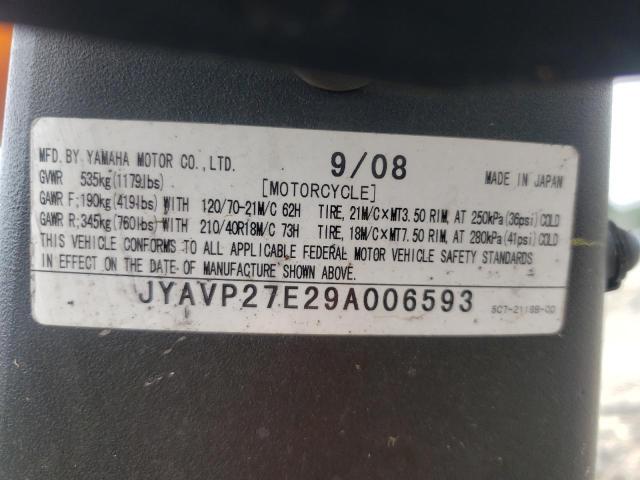 MFD. BY YAMAHA MOTOR CO., LTD. 9/08 MADE IN JAPAN
GVWR 535kg(1179lbs) [MOTORCYCLE]
GAWR F;190kg(419lbs)WITH 120/70-21M/C 62H TIRE, 21M/C×MT3.50 RIM, AT 250kPa(36psi)COLD
GAWR R;345kg(760lbs)WITH 210/40R18M/C 73H TIRE, 18M/C×MT7.50 RIM, AT 280kPa(41psi)COLD
THIS VEHICLE CONFORMS TO ALL APPLICABLE FEDERAL MOTOR VEHICLE SAFETY STANDARDS
IN EFFECT ON THE DATE OF MANUFACTURE SHOWN ABOVE.
JYAVP27E29A006593 5C7-2118B-00